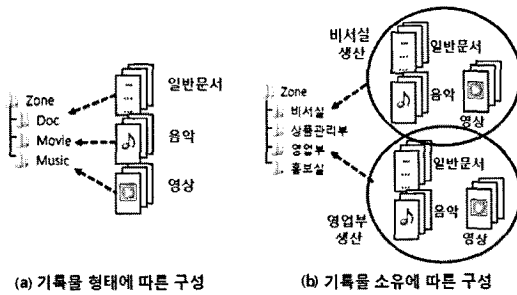 Zone
Doc
Movie
Music
일반문서
음악
영상
(a) 기록물 형태에 따른 구성
비서실
생산
Zone
비서실
상품관리부
영업부
홍보실
일반문서
음악
영상
일반문서
음악
영상
영업부
생산
(b) 기록물 소유에 따른 구성